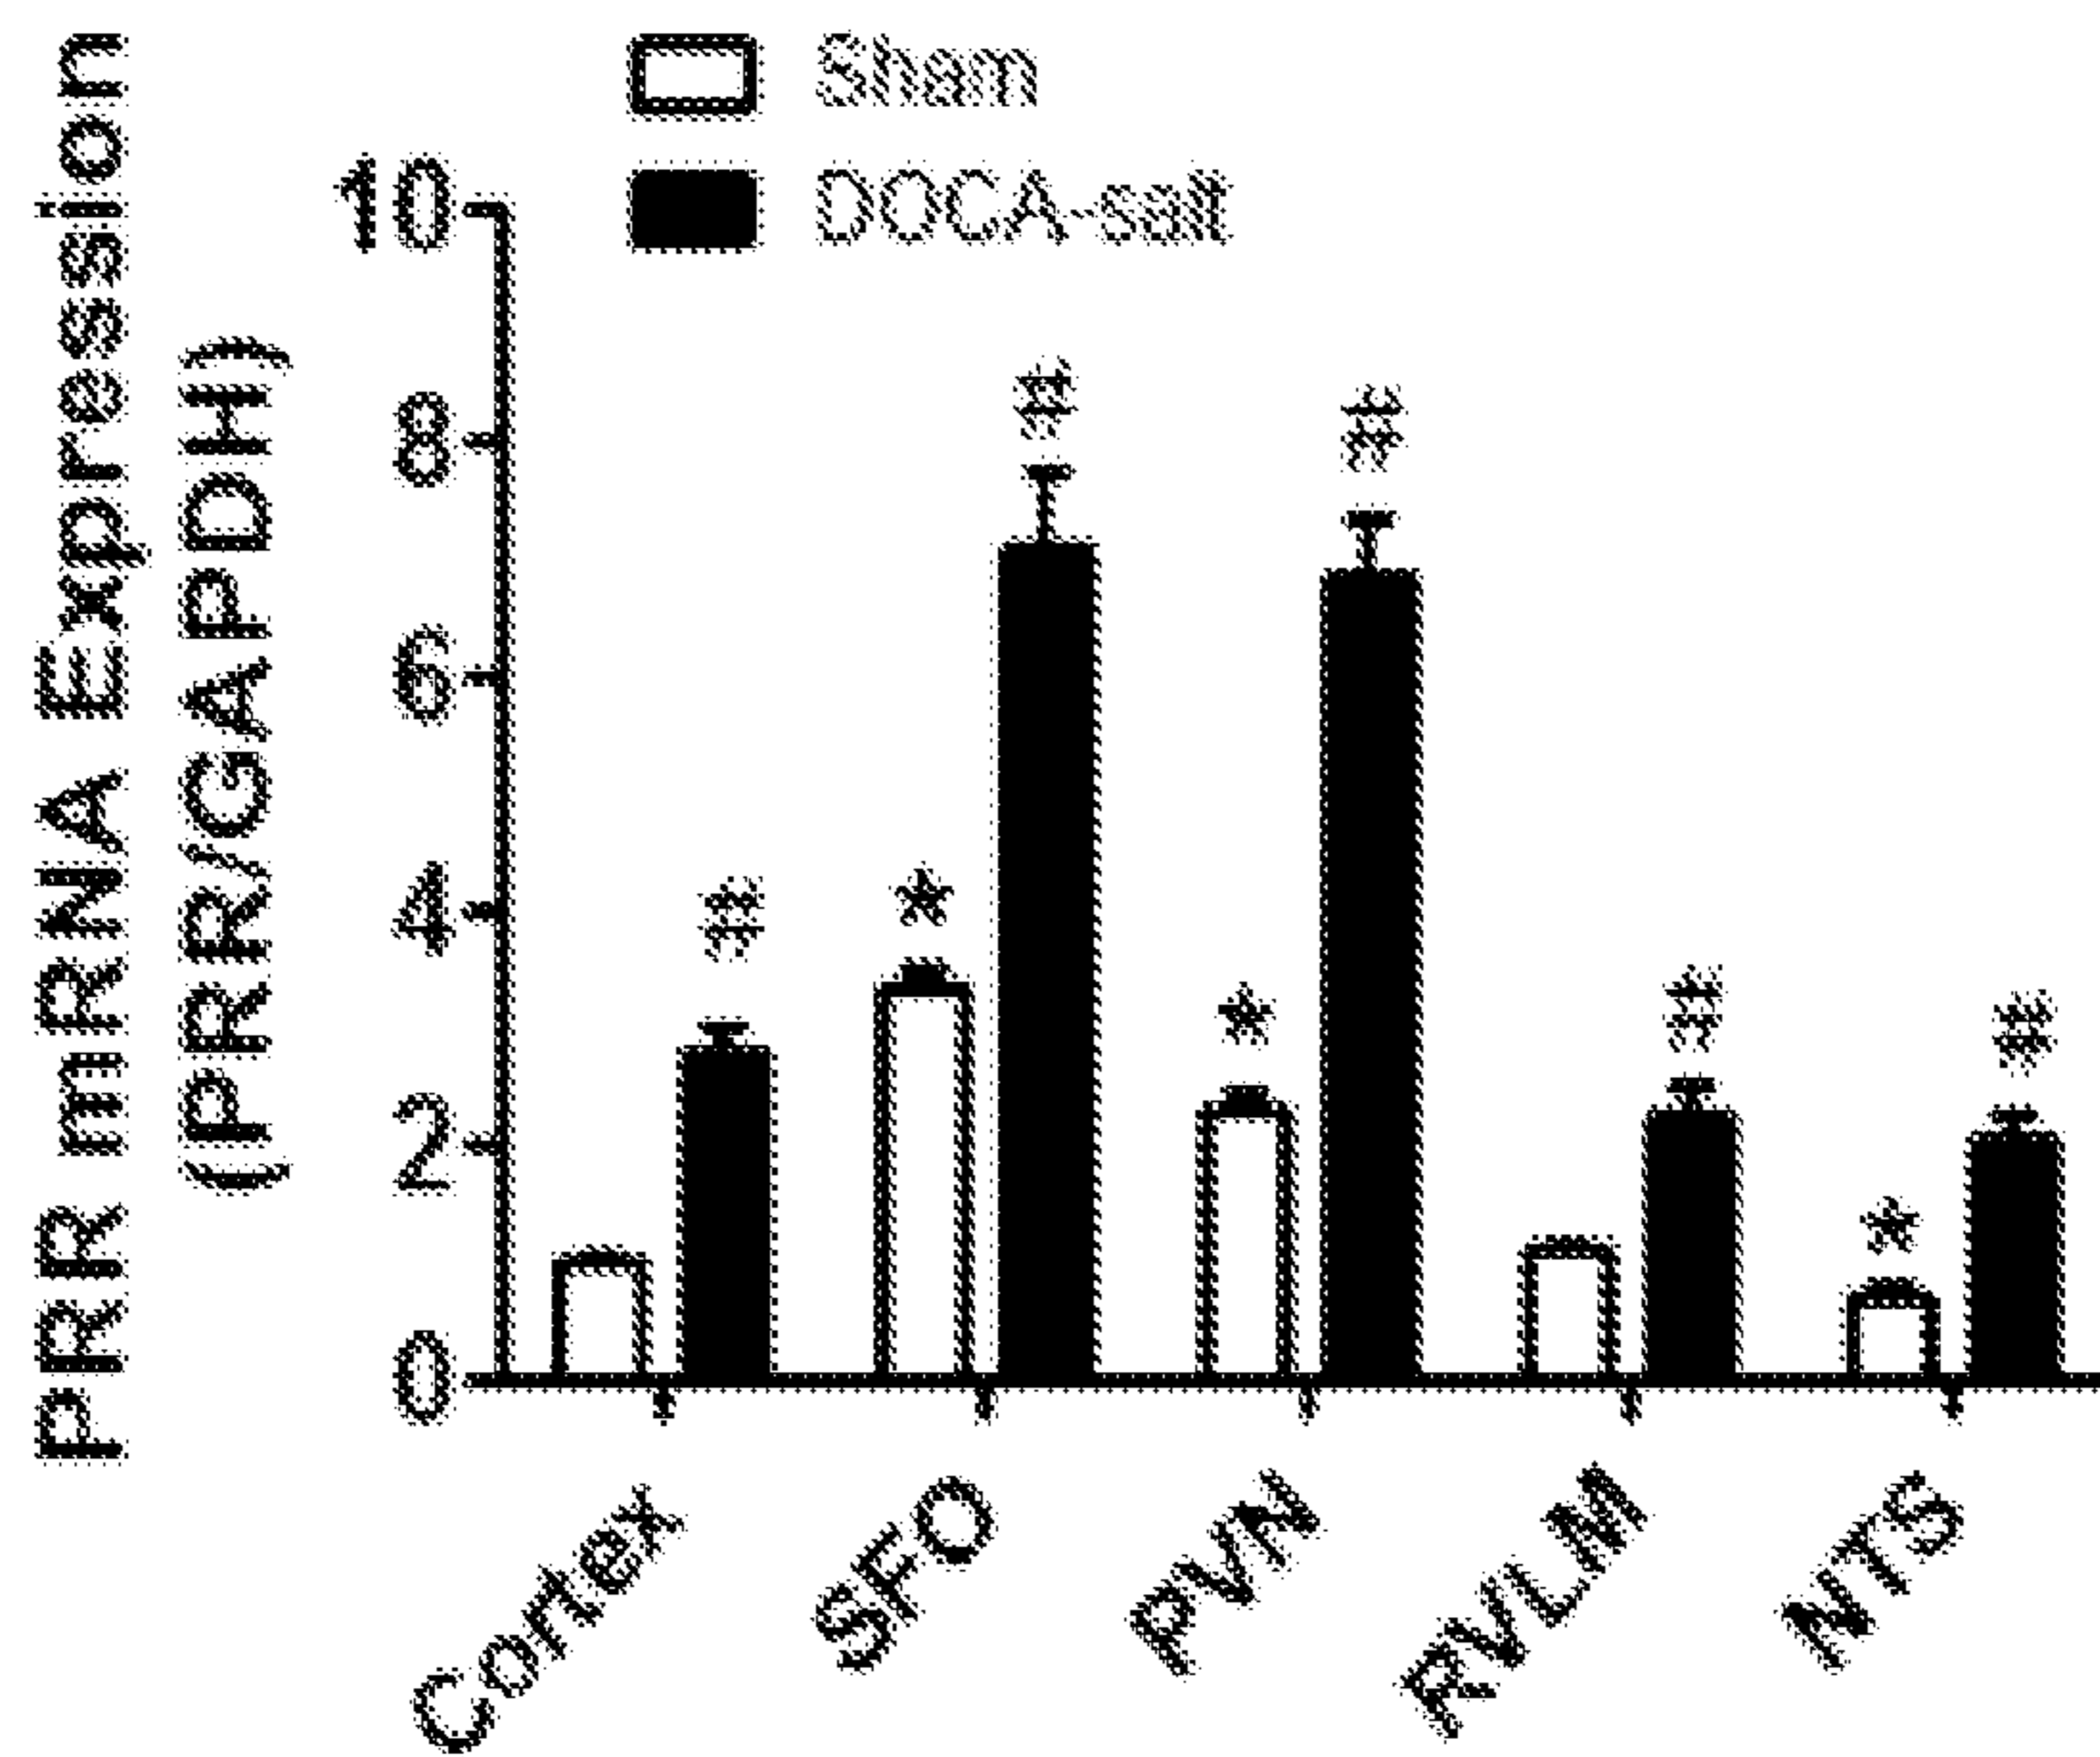 PRR mRNA Expression
(PRR/GAPDH)
Sham
DOCA-salt
10
8
6
4
2
0
#
*
#
*
#
#
*
#
Cortex
SFO
PVN
RVLM
NTS